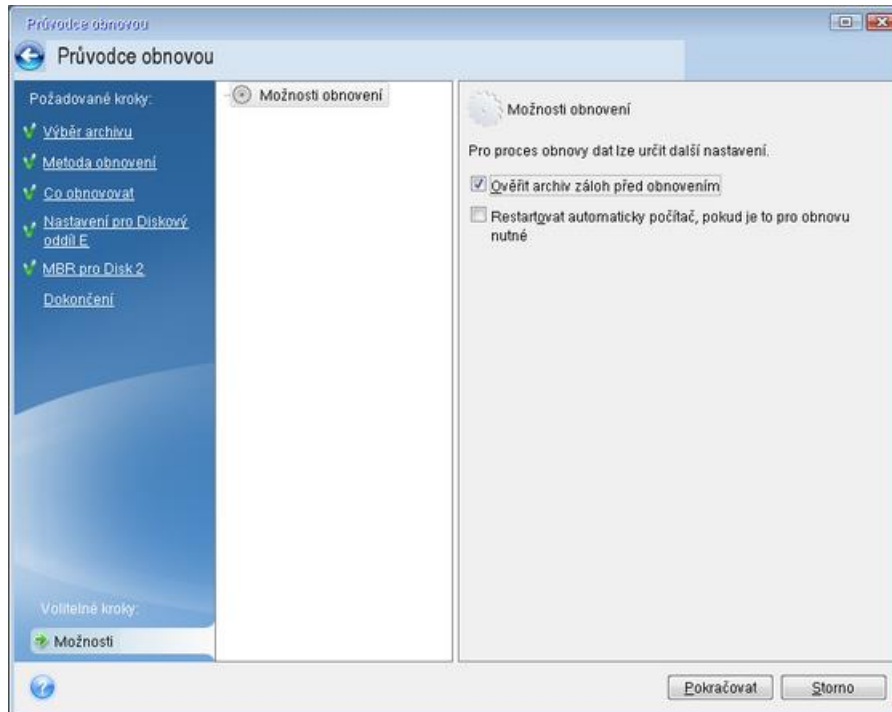 Průvodce obnovou
Průvodce obnovou
Požadované kroky:
Výběr archivu
Metoda obnovení
Co obnovovat
Nastavení pro Diskový
oddíl E
MBR pro Disk 2
Dokončení
Volitelné kroky:
Možnosti
Možnosti obnovení
Možnosti obnovení
Pro proces obnovy dat lze určit další nastavení.
Ověřit archiv záloh před obnovením
Restartovat automaticky počítač, pokud je to pro obnovu
nutné
Pokračovat
Storno